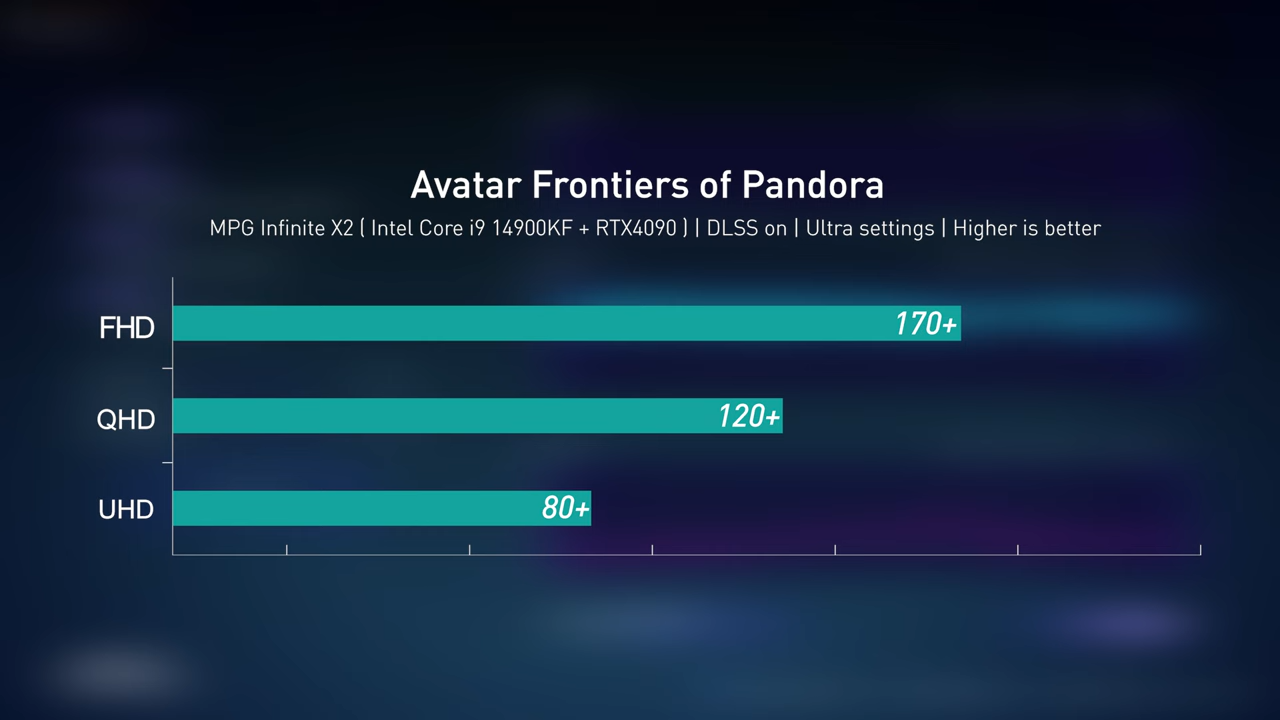 Avatar Frontiers of Pandora
MPG Infinite X2 ( Intel Core i9 14900KF + RTX4090 ) | DLSS on | Ultra settings | Higher is better
FHD 170+
QHD 120+
UHD 80+